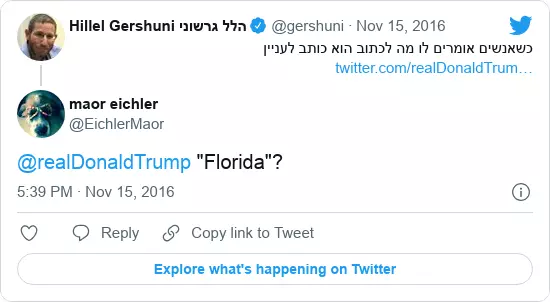 Hillel Gershuni הלל גרשוני @gershuni · Nov 15, 2016
כשאנשים אומרים לו מה לכתוב הוא כותב לעניין
twitter.com/realDonaldTrum…
maor eichler
@EichlerMaor
@realDonaldTrump "Florida"?
5:39 PM · Nov 15, 2016
Reply Copy link to Tweet
Explore what's happening on Twitter